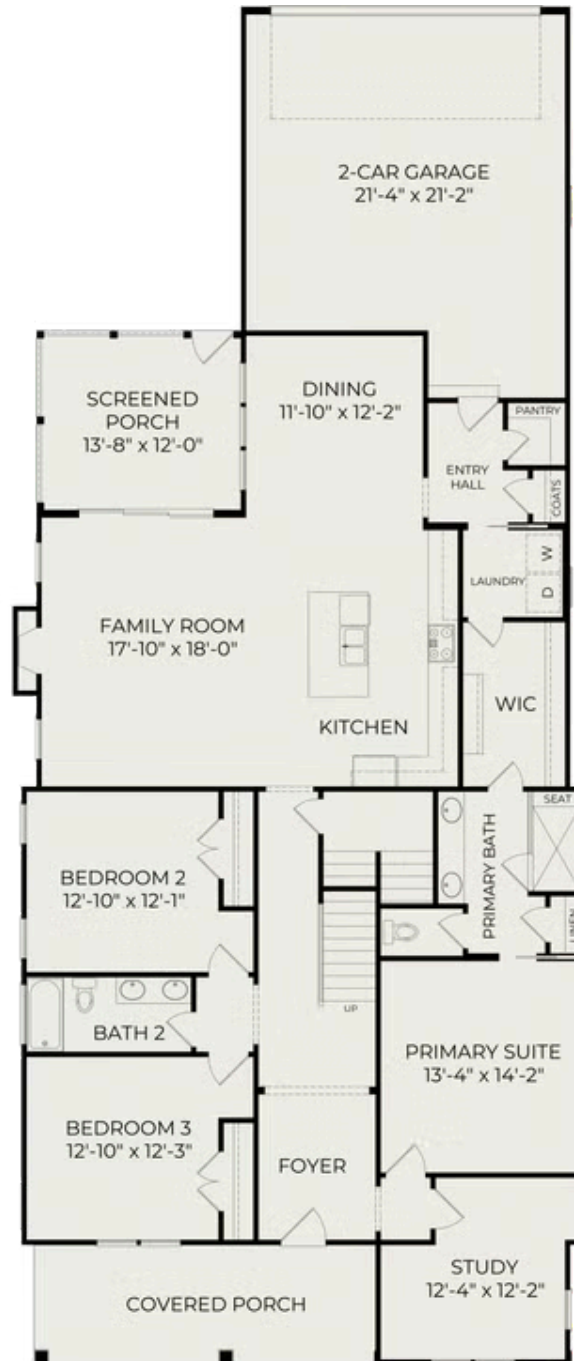 2-CAR GARAGE
21'-4" x 21'-2"
DINING
11'-10" x 12'-2"
SCREENED
PORCH
13'-8" x 12'-0"
PANTRY
ENTRY
HALL
COATS
W
D
LAUNDRY
FAMILY ROOM
17'-10" x 18'-0"
KITCHEN
WIC
SEAT
PRIMARY BATH
LINEN
BEDROOM 2
12'-10" x 12'-1"
UP
BATH 2
PRIMARY SUITE
13'-4" x 14'-2"
BEDROOM 3
12'-10" x 12'-3"
FOYER
STUDY
12'-4" x 12'-2"
COVERED PORCH